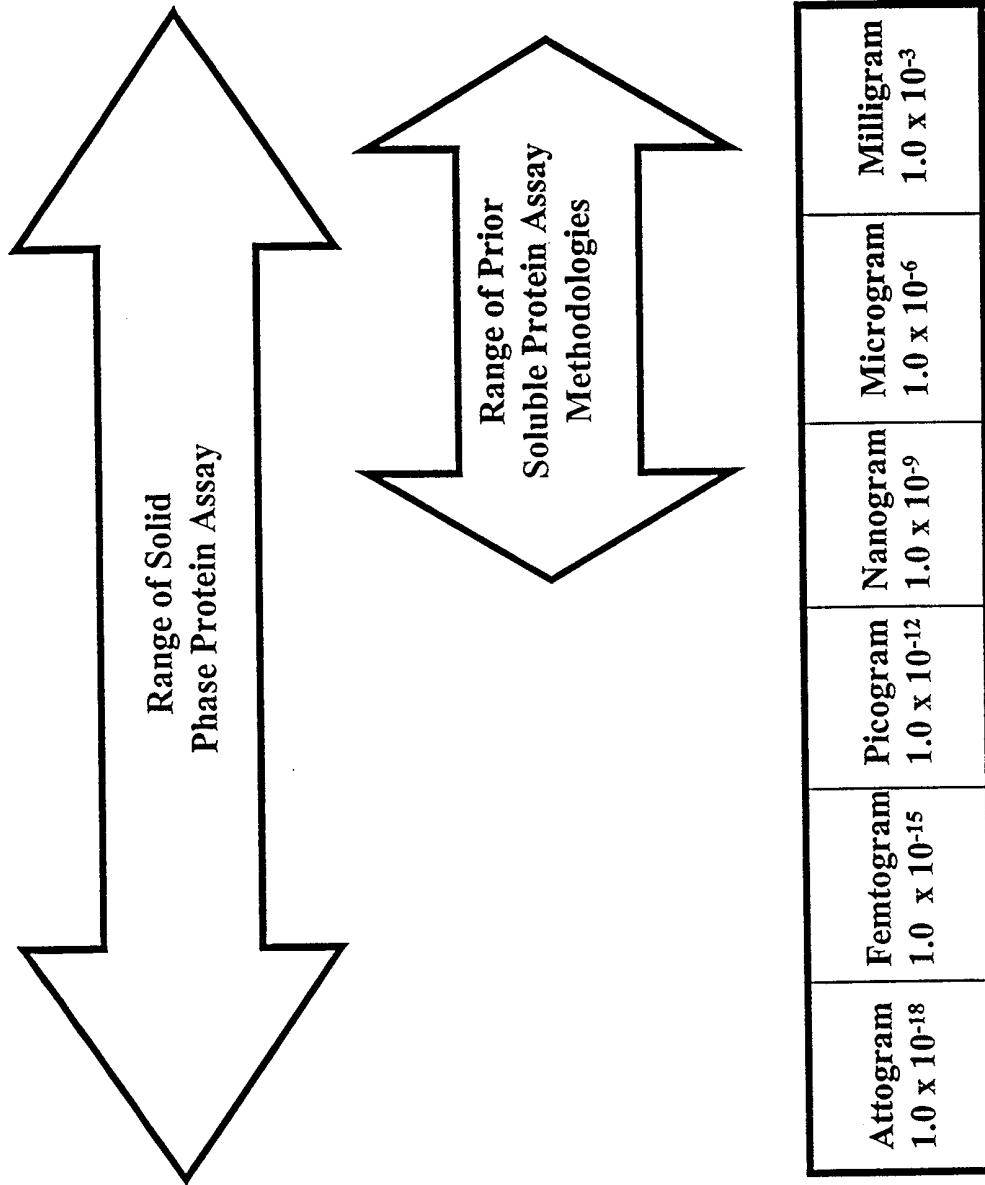 Range of Solid
Phase Protein Assay
Range of Prior
Soluble Protein Assay
Methodologies
Attogram
1.0 x 10-18
Femtogram
1.0 x 10-15
Picogram
1.0 x 10-12
Nanogram
1.0 x 10-9
Microgram
1.0 x 10-6
Milligram
1.0 x 10-3